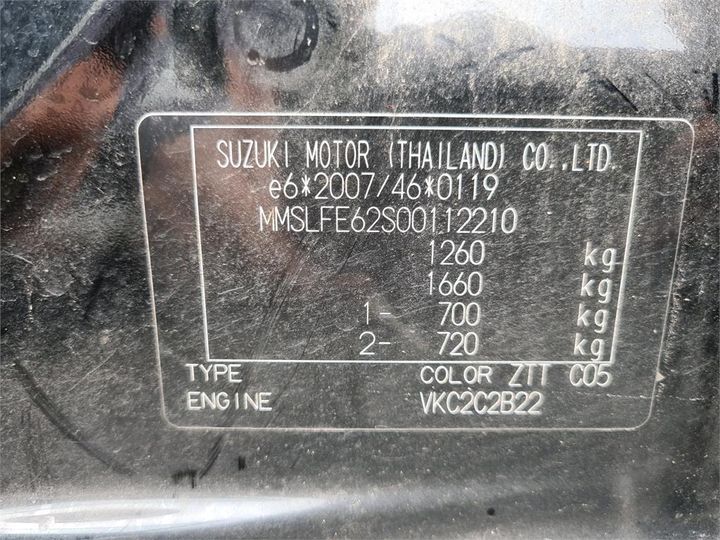 SUZUKI MOTOR (THAILAND) CO.,LTD.
e6*2007/46*0119
MMSLFE62S00112210
1260 kg
1660 kg
1- 700 kg
2- 720 kg
TYPE COLOR ZTT C05
ENGINE VKC2C2B22